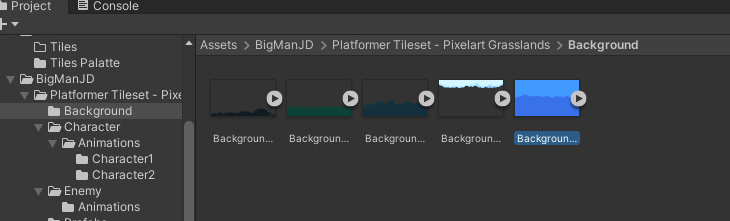 Project
Console
Tiles
Tiles Palatte
BigManJD
Platformer Tileset - Pixe
Background
Character
Animations
Character1
Character2
Enemy
Animations
Assets > BigManJD > Platformer Tileset - Pixelart Grasslands > Background
Backgroun...
Backgroun...
Backgroun...
Backgroun...
Backgroun...